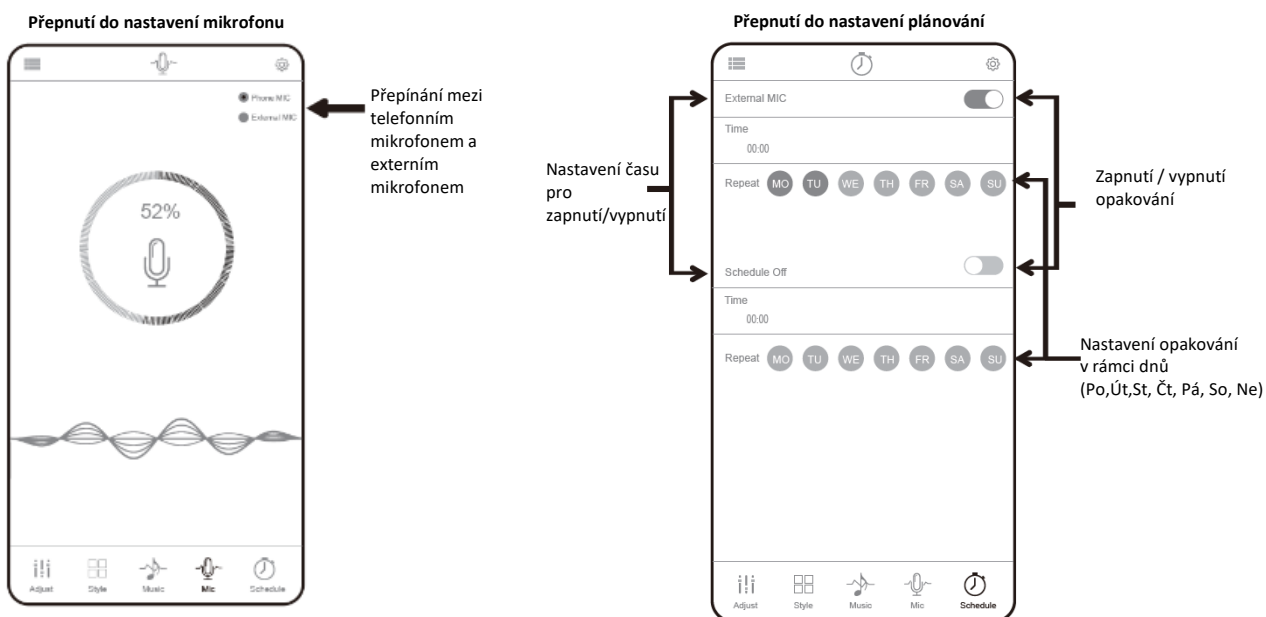 Přepnutí do nastavení mikrofonu
Phone MIC
External MIC
Přepínání mezi
telefonním
mikrofonem a
externím
mikrofonem
52%
Adjust
Style
Music
Mic
Schedule
Přepnutí do nastavení plánování
External MIC
Time
00:00
Repeat MO TU WE TH FR SA SU
Schedule Off
Time
00:00
Repeat MO TU WE TH FR SA SU
Adjust
Style
Music
Mic
Schedule
Nastavení času
pro
zapnutí/vypnutí
Zapnutí / vypnutí
opakování
Nastavení opakování
v rámci dnů
(Po,Út,St, Čt, Pá, So, Ne)